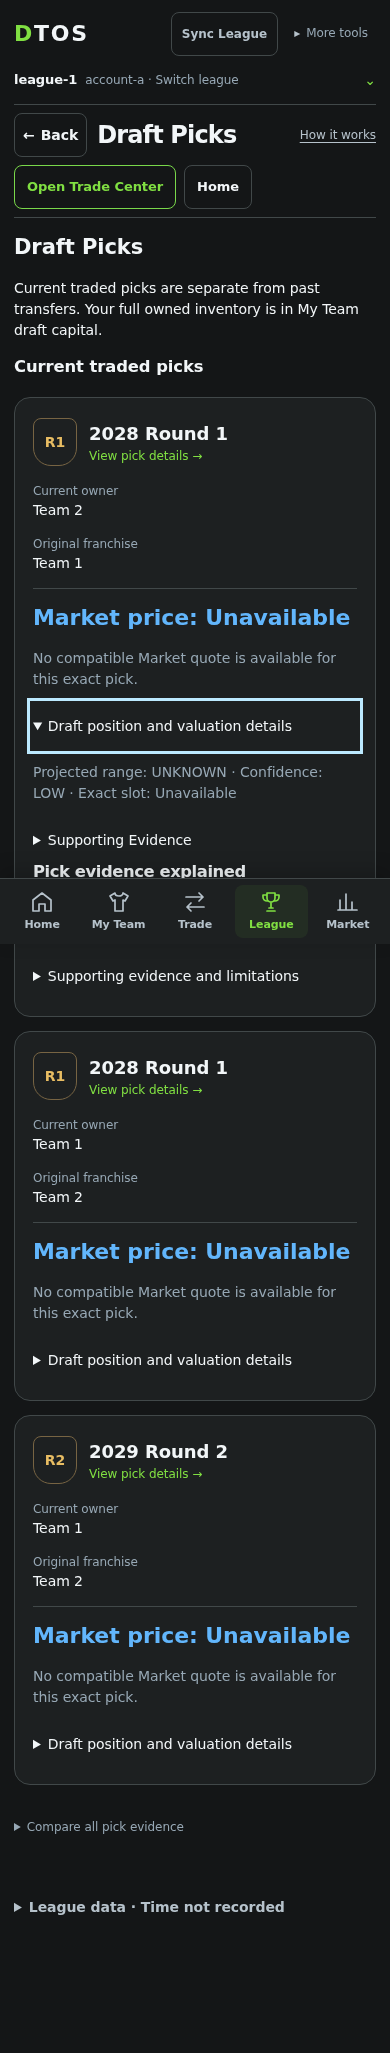 DTOS
Sync League
▸ More tools
league-1 account-a · Switch league
← Back
Draft Picks
How it works
Open Trade Center
Home
Draft Picks
Current traded picks are separate from past
transfers. Your full owned inventory is in My Team
draft capital.
Current traded picks
R1
2028 Round 1
View pick details →
Current owner
Team 2
Original franchise
Team 1
Market price: Unavailable
No compatible Market quote is available for
this exact pick.
▼ Draft position and valuation details
Projected range: UNKNOWN · Confidence:
LOW · Exact slot: Unavailable
▶ Supporting Evidence
Pick evidence explained
Home
My Team
Trade
League
Market
▶ Supporting evidence and limitations
R1
2028 Round 1
View pick details →
Current owner
Team 1
Original franchise
Team 2
Market price: Unavailable
No compatible Market quote is available for
this exact pick.
▶ Draft position and valuation details
R2
2029 Round 2
View pick details →
Current owner
Team 1
Original franchise
Team 2
Market price: Unavailable
No compatible Market quote is available for
this exact pick.
▶ Draft position and valuation details
▶ Compare all pick evidence
▶ League data · Time not recorded